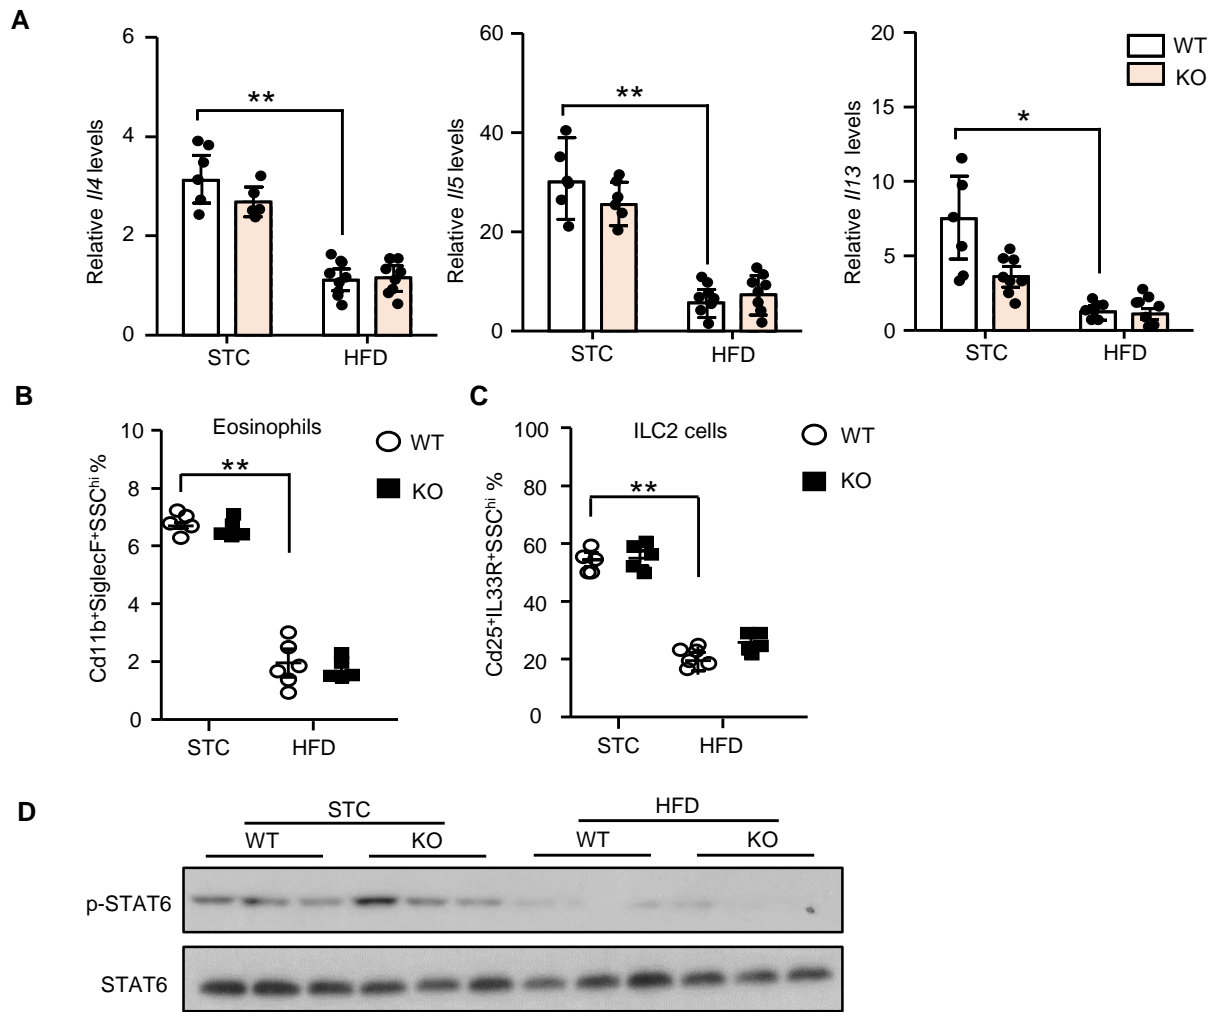 A
Relative Il4 levels
6
4
2
0
STC
HFD
**
Relative Il5 levels
60
40
20
0
STC
HFD
**
Relative Il13 levels
20
15
10
5
0
STC
HFD
*
WT
KO
B
Eosinophils
Cd11b+SiglecF+SSChi %
10
8
6
4
2
0
STC
HFD
**
WT
KO
C
ILC2 cells
Cd25+IL33R+SSChi %
100
80
60
40
20
0
STC
HFD
**
WT
KO
D
STC
HFD
WT
KO
WT
KO
p-STAT6
STAT6